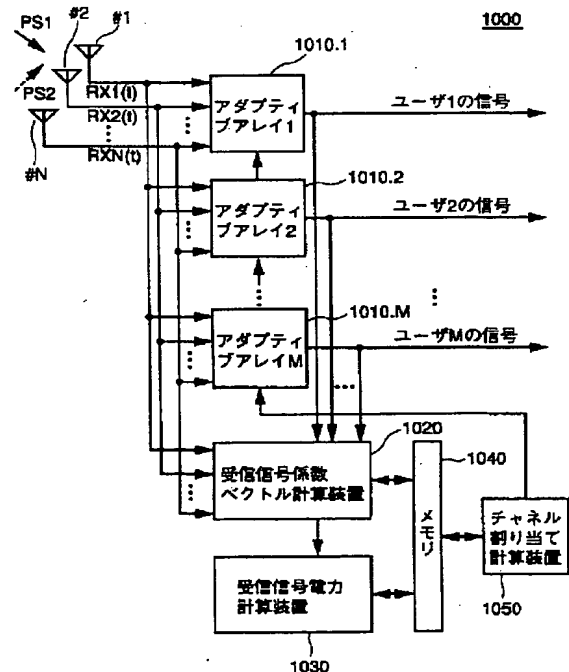 1000
PS1
#2
#1
1010.1
PS2
RX1(t)
RX2(t)
RXN(t)
#N
アダプティ
ブアレイ1
ユーザ1の信号
1010.2
アダプティ
ブアレイ2
ユーザ2の信号
1010.M
アダプティ
ブアレイM
ユーザMの信号
1020
受信信号係数
ベクトル計算装置
1040
メモリ
チャネル
割り当て
計算装置
1050
受信信号電力
計算装置
1030